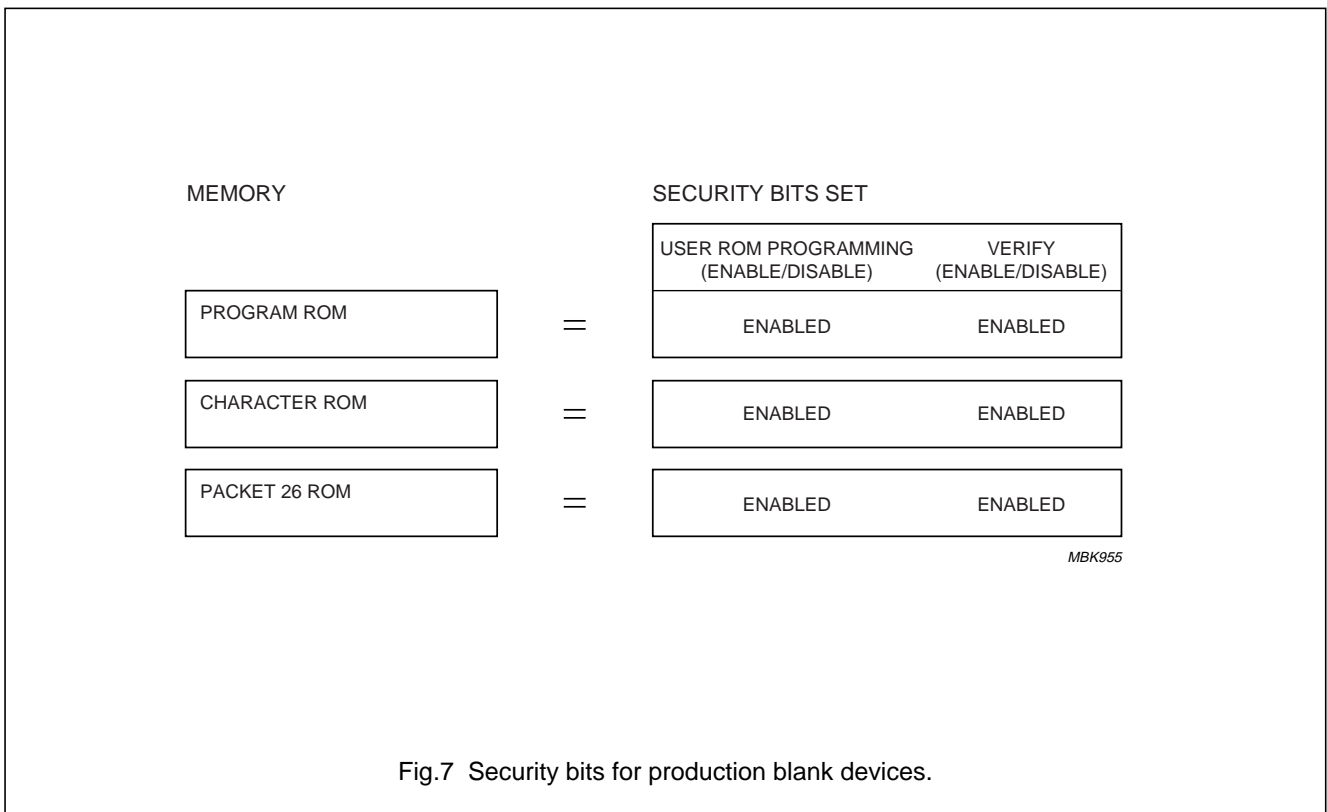 MEMORY
SECURITY BITS SET
USER ROM PROGRAMMING
(ENABLE/DISABLE)
VERIFY
(ENABLE/DISABLE)
PROGRAM ROM
=
ENABLED
ENABLED
CHARACTER ROM
=
ENABLED
ENABLED
PACKET 26 ROM
=
ENABLED
ENABLED
MBK955
Fig.7 Security bits for production blank devices.